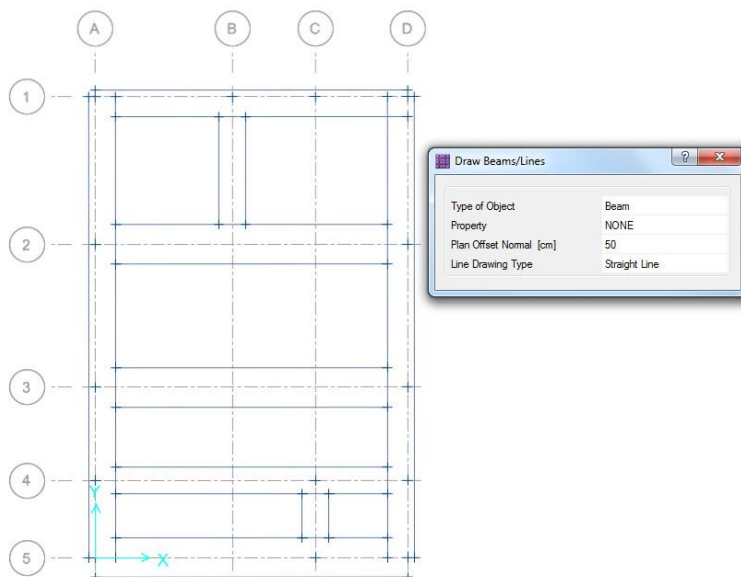 A B C D
1
Draw Beams/Lines
?
X
Type of Object Beam
Property NONE
Plan Offset Normal [cm] 50
Line Drawing Type Straight Line
2
3
4
Y
X
5